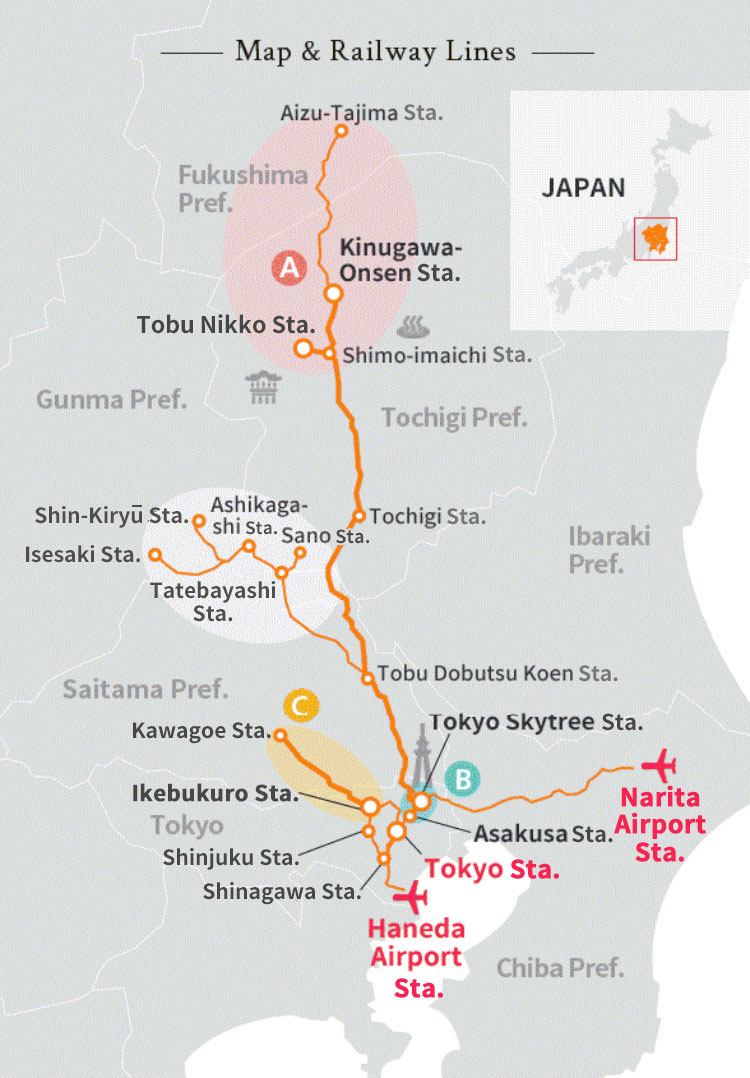 Map & Railway Lines
Aizu-Tajima Sta.
JAPAN
Fukushima
Pref.
Kinugawa-
Onsen Sta.
A
Tobu Nikko Sta.
Shimo-imaichi Sta.
Gunma Pref.
Tochigi Pref.
Shin-Kiryū Sta.
Ashikaga-
shi Sta.
Sano Sta.
Tochigi Sta.
Isesaki Sta.
Ibaraki
Pref.
Tatebayashi
Sta.
Tobu Dobutsu Koen Sta.
Saitama Pref.
C
Kawagoe Sta.
Tokyo Skytree Sta.
B
Ikebukuro Sta.
Narita
Airport
Sta.
Tokyo
Asakusa Sta.
Shinjuku Sta.
Tokyo Sta.
Shinagawa Sta.
Haneda
Airport
Sta.
Chiba Pref.